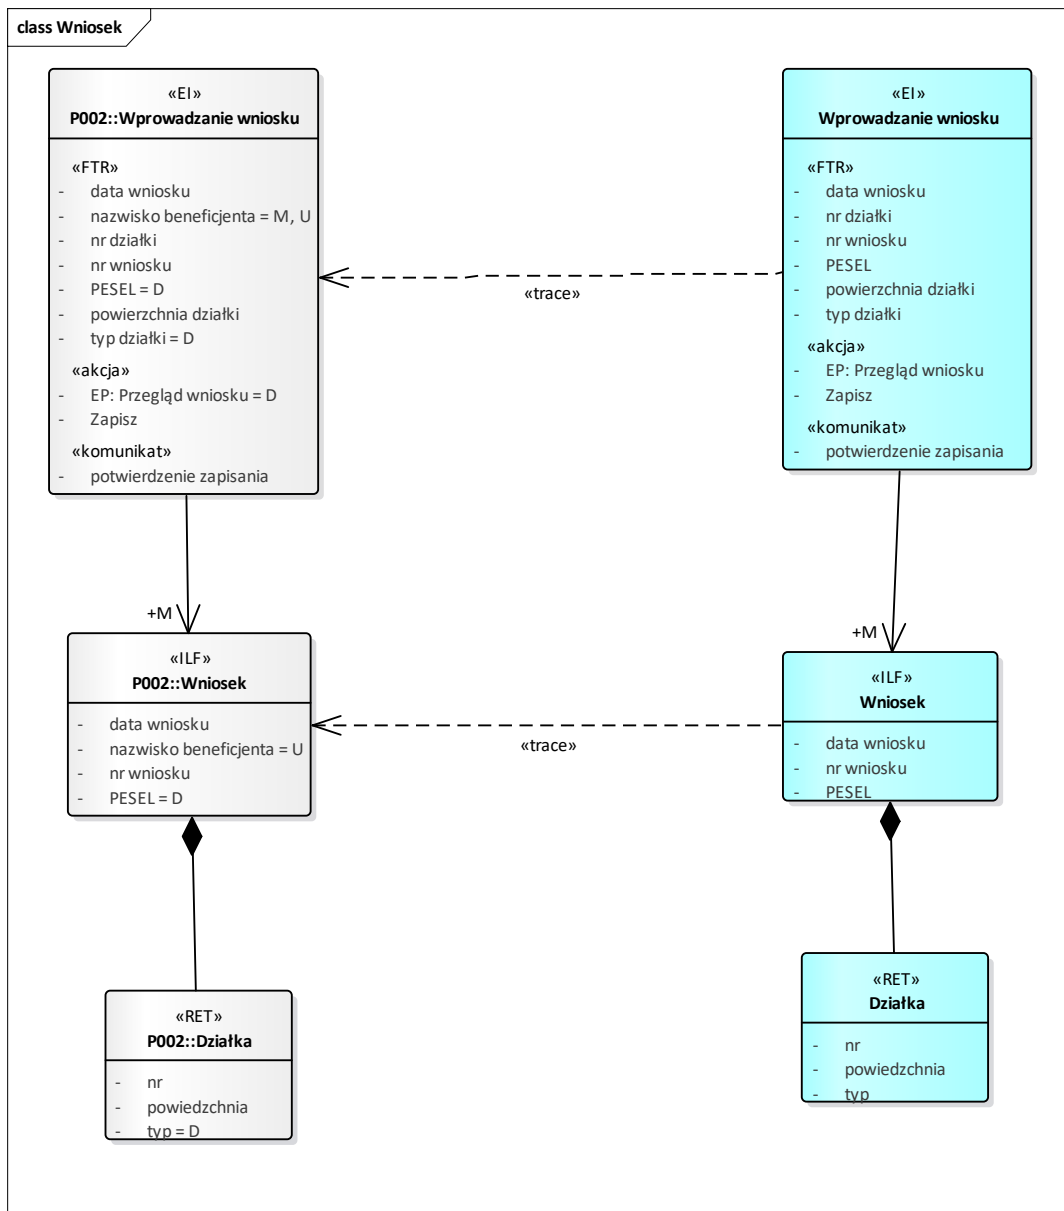 class Wniosek
«EI»
P002::Wprowadzanie wniosku
«FTR»
- data wniosku
- nazwisko beneficjenta = M, U
- nr działki
- nr wniosku
- PESEL = D
- powierzchnia działki
- typ działki = D
«akcja»
- EP: Przegląd wniosku = D
- Zapisz
«komunikat»
- potwierdzenie zapisania
«EI»
Wprowadzanie wniosku
«FTR»
- data wniosku
- nr działki
- nr wniosku
- PESEL
- powierzchnia działki
- typ działki
«akcja»
- EP: Przegląd wniosku
- Zapisz
«komunikat»
- potwierdzenie zapisania
«trace»
+M
+M
«ILF»
P002::Wniosek
- data wniosku
- nazwisko beneficjenta = U
- nr wniosku
- PESEL = D
«ILF»
Wniosek
- data wniosku
- nr wniosku
- PESEL
«trace»
«RET»
P002::Działka
- nr
- powiedzchnia
- typ = D
«RET»
Działka
- nr
- powiedzchnia
- typ